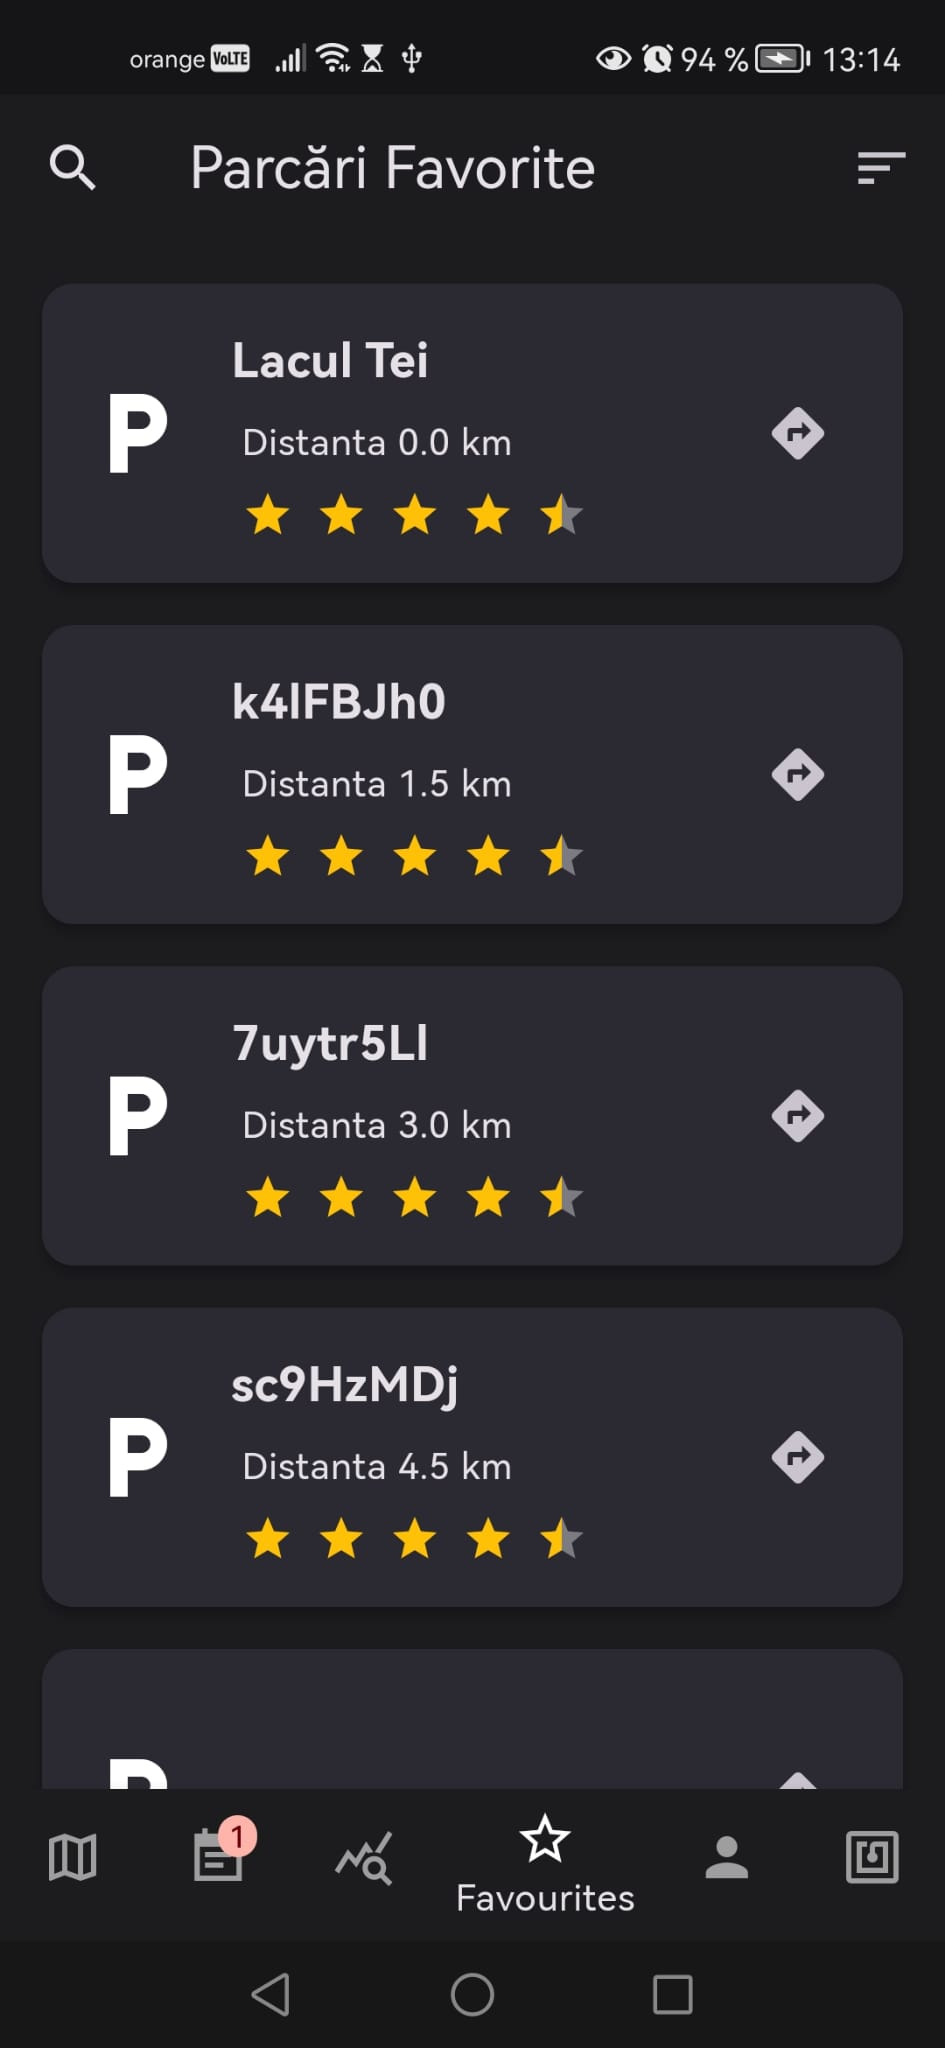 orange VoLTE 94 % 13:14
Parcări Favorite
Lacul Tei
P
Distanta 0.0 km
k4lFBJh0
P
Distanta 1.5 km
7uytr5Ll
P
Distanta 3.0 km
sc9HzMDj
P
Distanta 4.5 km
P
1
Favourites